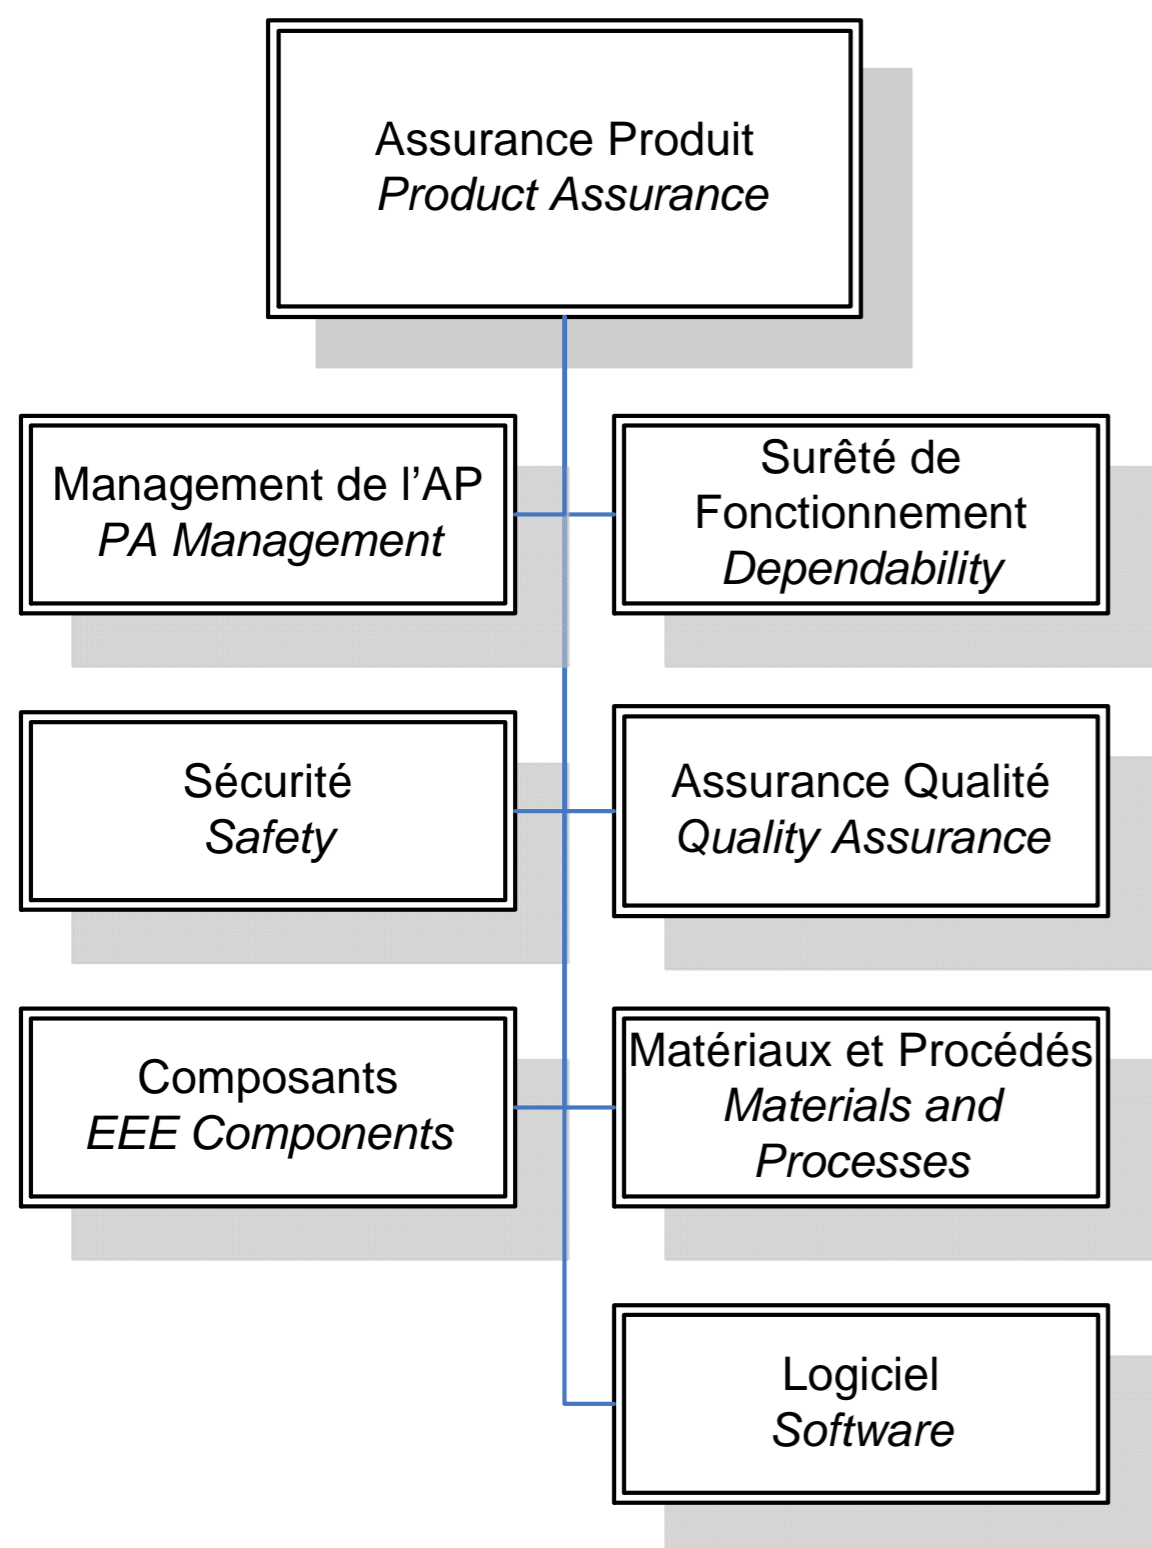 Assurance Produit
Product Assurance
Management de l’AP
PA Management
Surêté de
Fonctionnement
Dependability
Sécurité
Safety
Assurance Qualité
Quality Assurance
Composants
EEE Components
Matériaux et Procédés
Materials and
Processes
Logiciel
Software